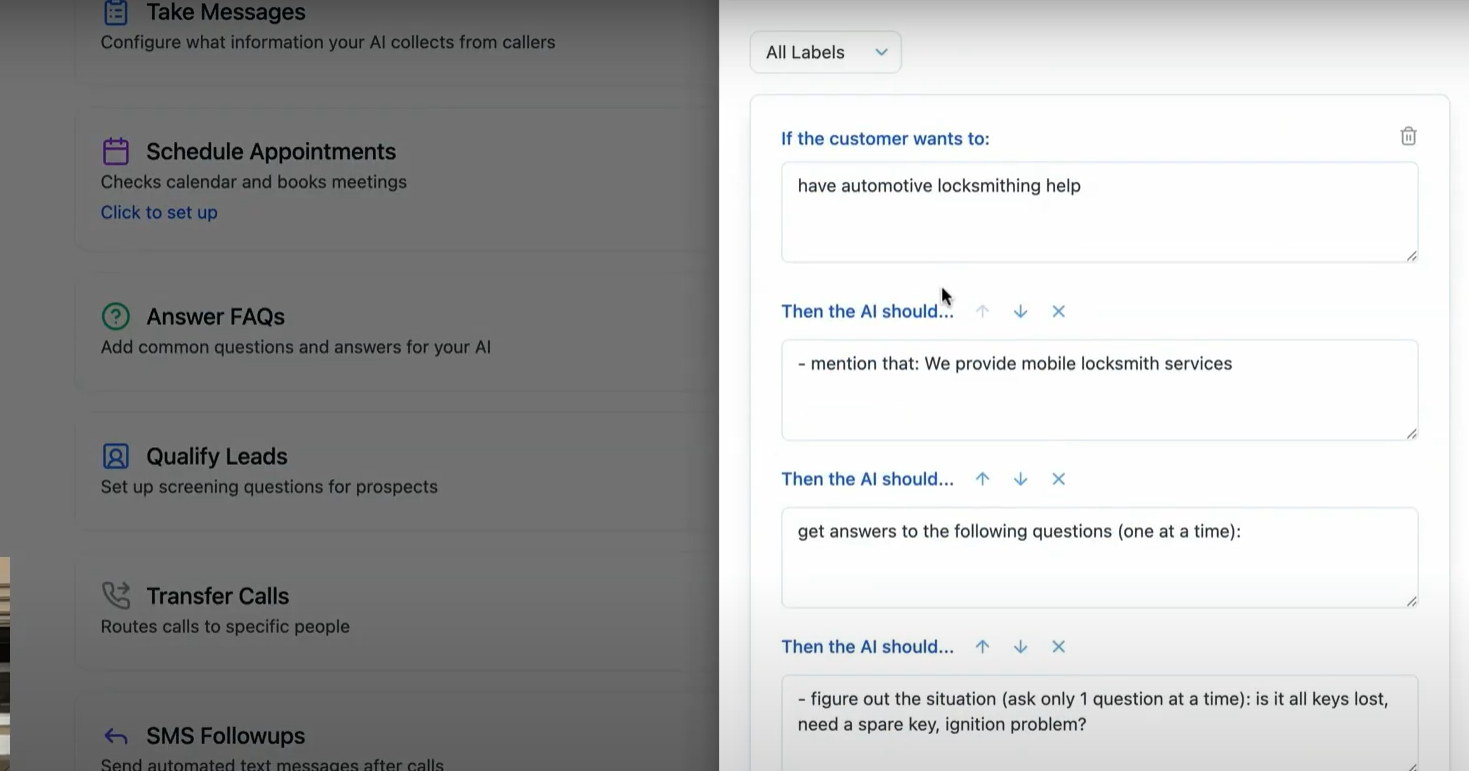 Take Messages
Configure what information your AI collects from callers
Schedule Appointments
Checks calendar and books meetings
Click to set up
Answer FAQs
Add common questions and answers for your AI
Qualify Leads
Set up screening questions for prospects
Transfer Calls
Routes calls to specific people
SMS Followups
Send automated text messages after calls
All Labels
If the customer wants to:
have automotive locksmithing help
Then the AI should...
- mention that: We provide mobile locksmith services
Then the AI should...
get answers to the following questions (one at a time):
Then the AI should...
- figure out the situation (ask only 1 question at a time): is it all keys lost,
need a spare key, ignition problem?